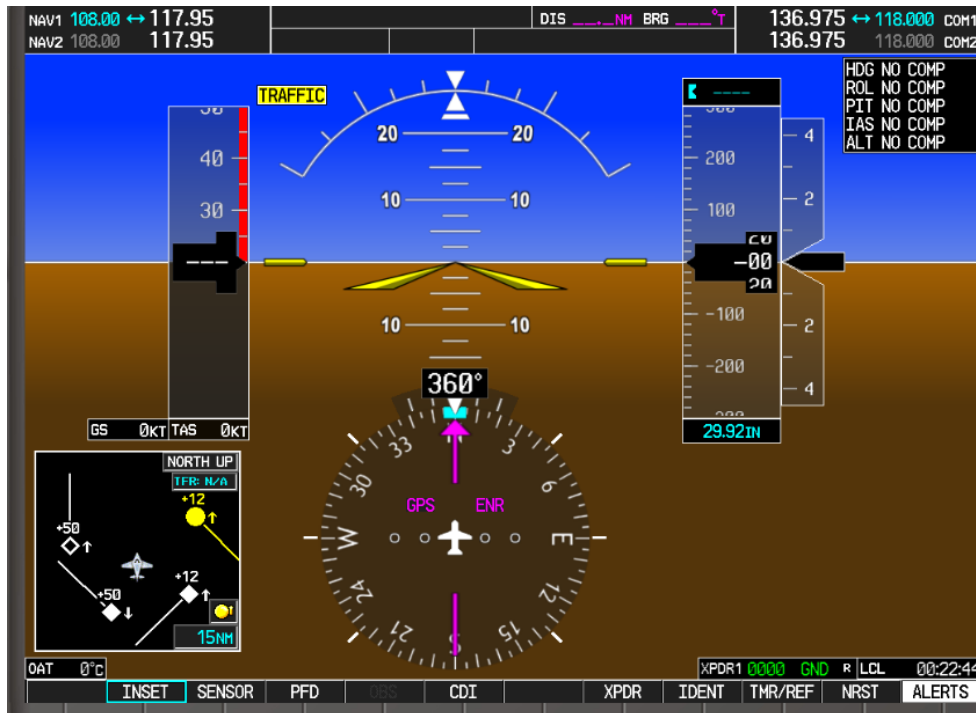 NAV1 108.00 ↔ 117.95
NAV2 108.00 117.95
DIS __._NM BRG ___°T
136.975 ↔ 118.000 COM1
136.975 118.000 COM2
TRAFFIC
HDG NO COMP
ROL NO COMP
PIT NO COMP
IAS NO COMP
ALT NO COMP
40
30
---
20 20
10 10
10 10
----
200
100
20
-00
20
-100
-200
4
2
2
4
29.92IN
GS 0KT TAS 0KT
360°
33
3
30
6
W
E
24
12
21
15
S
GPS ENR
NORTH UP
TFR: N/A
+12
+50
+12
+50
15NM
OAT 0°C
XPDR1 0000 GND R LCL 00:22:44
INSET SENSOR PFD OBS CDI XPDR IDENT TMR/REF NRST ALERTS